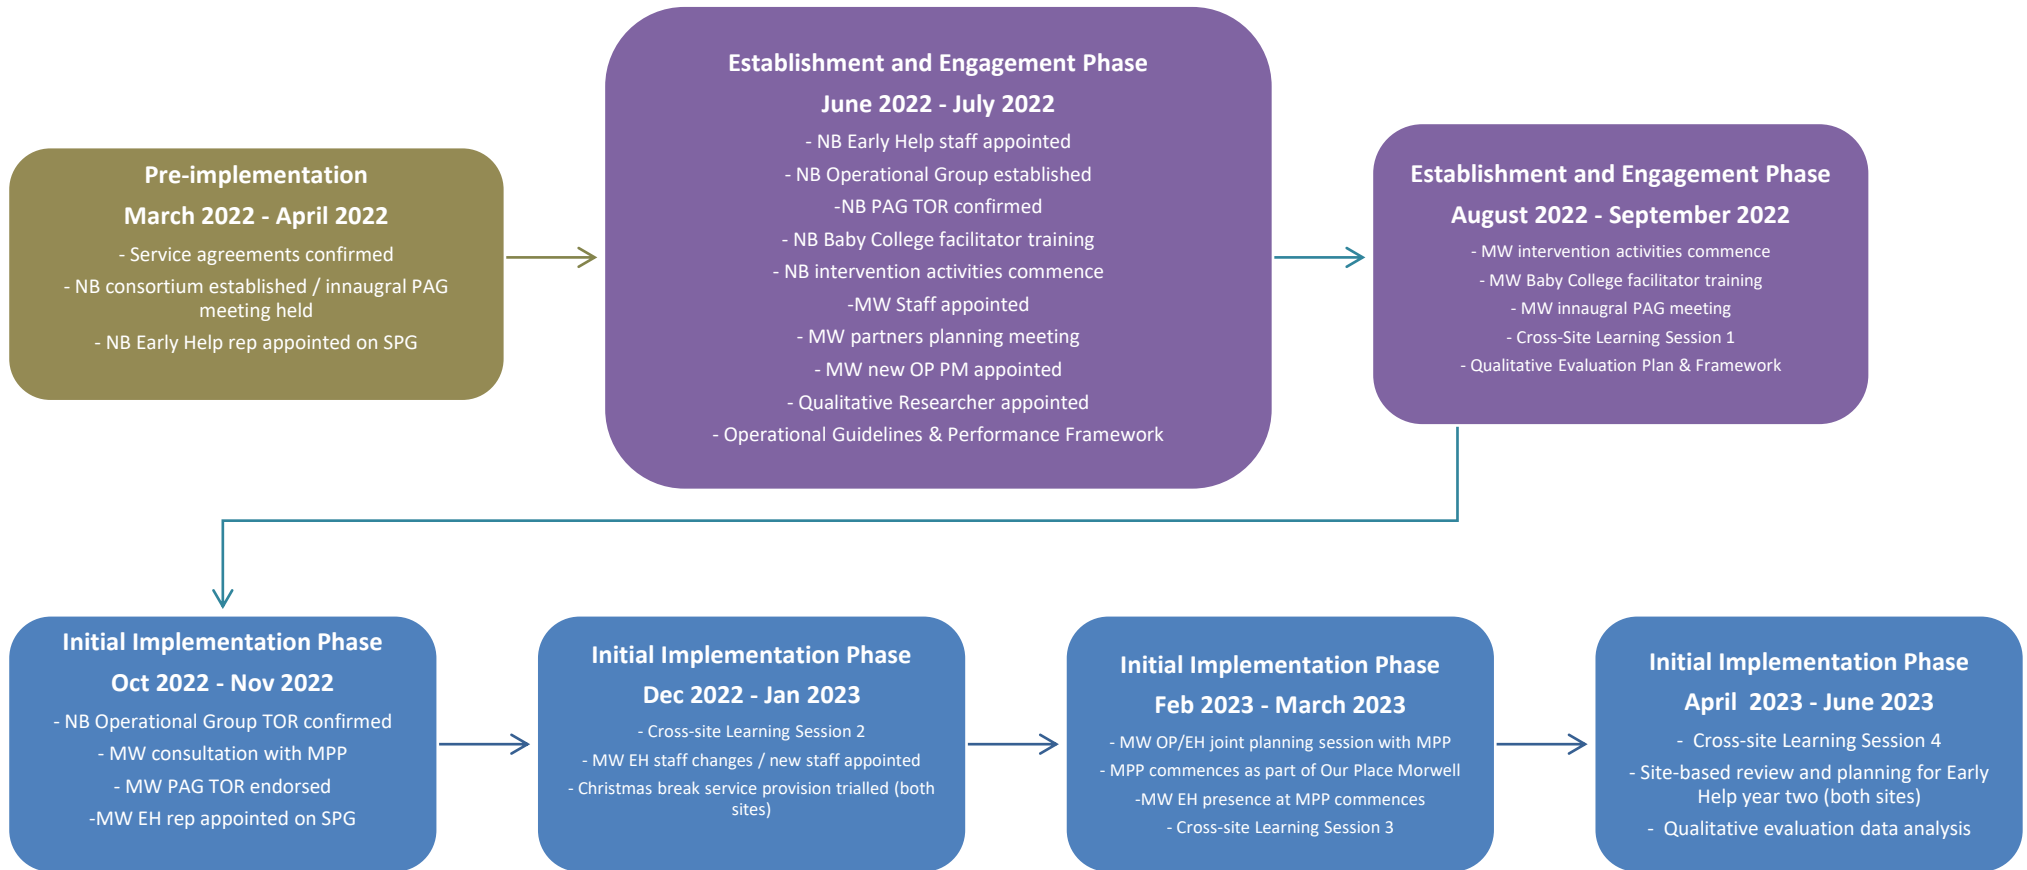 Pre-implementation
March 2022 - April 2022
- Service agreements confirmed
- NB consortium established / innaugral PAG
meeting held
- NB Early Help rep appointed on SPG
Establishment and Engagement Phase
June 2022 - July 2022
- NB Early Help staff appointed
- NB Operational Group established
-NB PAG TOR confirmed
- NB Baby College facilitator training
- NB intervention activities commence
-MW Staff appointed
- MW partners planning meeting
- MW new OP PM appointed
- Qualitative Researcher appointed
- Operational Guidelines & Performance Framework
Establishment and Engagement Phase
August 2022 - September 2022
- MW intervention activities commence
- MW Baby College facilitator training
- MW innaugral PAG meeting
- Cross-Site Learning Session 1
- Qualitative Evaluation Plan & Framework
Initial Implementation Phase
Oct 2022 - Nov 2022
- NB Operational Group TOR confirmed
- MW consultation with MPP
- MW PAG TOR endorsed
-MW EH rep appointed on SPG
Initial Implementation Phase
Dec 2022 - Jan 2023
- Cross-site Learning Session 2
- MW EH staff changes / new staff appointed
- Christmas break service provision trialled (both
sites)
Initial Implementation Phase
Feb 2023 - March 2023
- MW OP/EH joint planning session with MPP
- MPP commences as part of Our Place Morwell
-MW EH presence at MPP commences
- Cross-site Learning Session 3
Initial Implementation Phase
April 2023 - June 2023
- Cross-site Learning Session 4
- Site-based review and planning for Early
Help year two (both sites)
- Qualitative evaluation data analysis